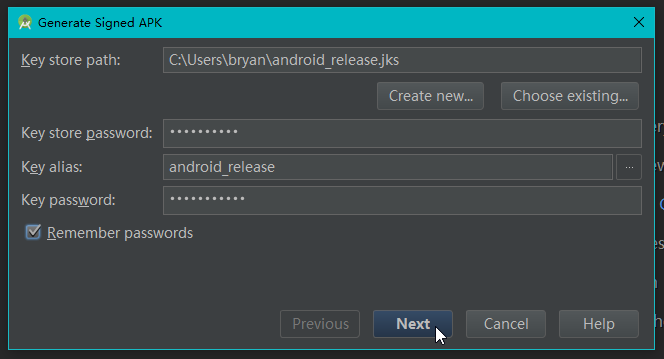 Generate Signed APK
Key store path: C:\Users\bryan\android_release.jks
Create new... Choose existing...
Key store password: ••••••••••
Key alias: android_release ...
Key password: •••••••••••
Remember passwords
Previous Next Cancel Help